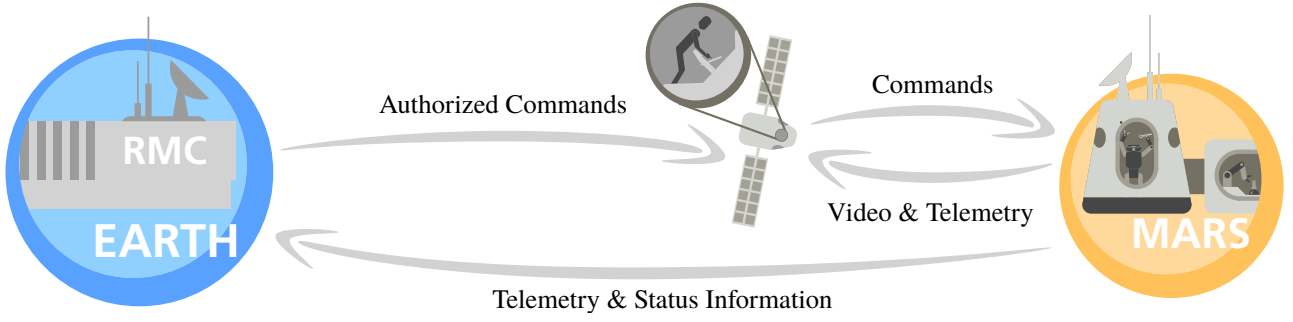 Authorized Commands
Commands
RMC
Video & Telemetry
EARTH
MARS
Telemetry & Status Information